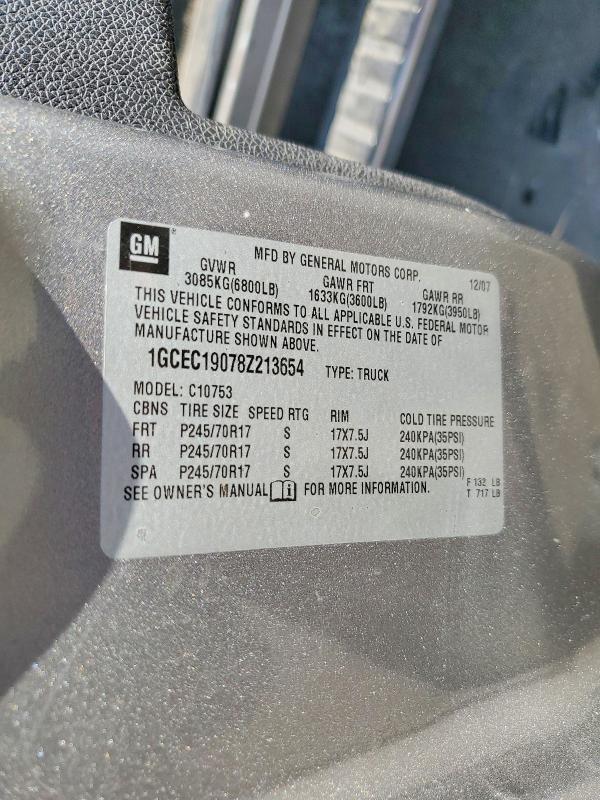 GM®
MFD BY GENERAL MOTORS CORP. 12/07
GVWR GAWR FRT GAWR RR
3085KG(6800LB) 1633KG(3600LB) 1792KG(3950LB)
THIS VEHICLE CONFORMS TO ALL APPLICABLE U.S. FEDERAL MOTOR
VEHICLE SAFETY STANDARDS IN EFFECT ON THE DATE OF
MANUFACTURE SHOWN ABOVE.
1GCEC19078Z213654 TYPE: TRUCK
MODEL: C10753
CBNS TIRE SIZE SPEED RTG RIM COLD TIRE PRESSURE
FRT P245/70R17 S 17X7.5J 240KPA(35PSI)
RR P245/70R17 S 17X7.5J 240KPA(35PSI)
SPA P245/70R17 S 17X7.5J 240KPA(35PSI)
SEE OWNER'S MANUAL i FOR MORE INFORMATION.
F 132 LB
T 717 LB